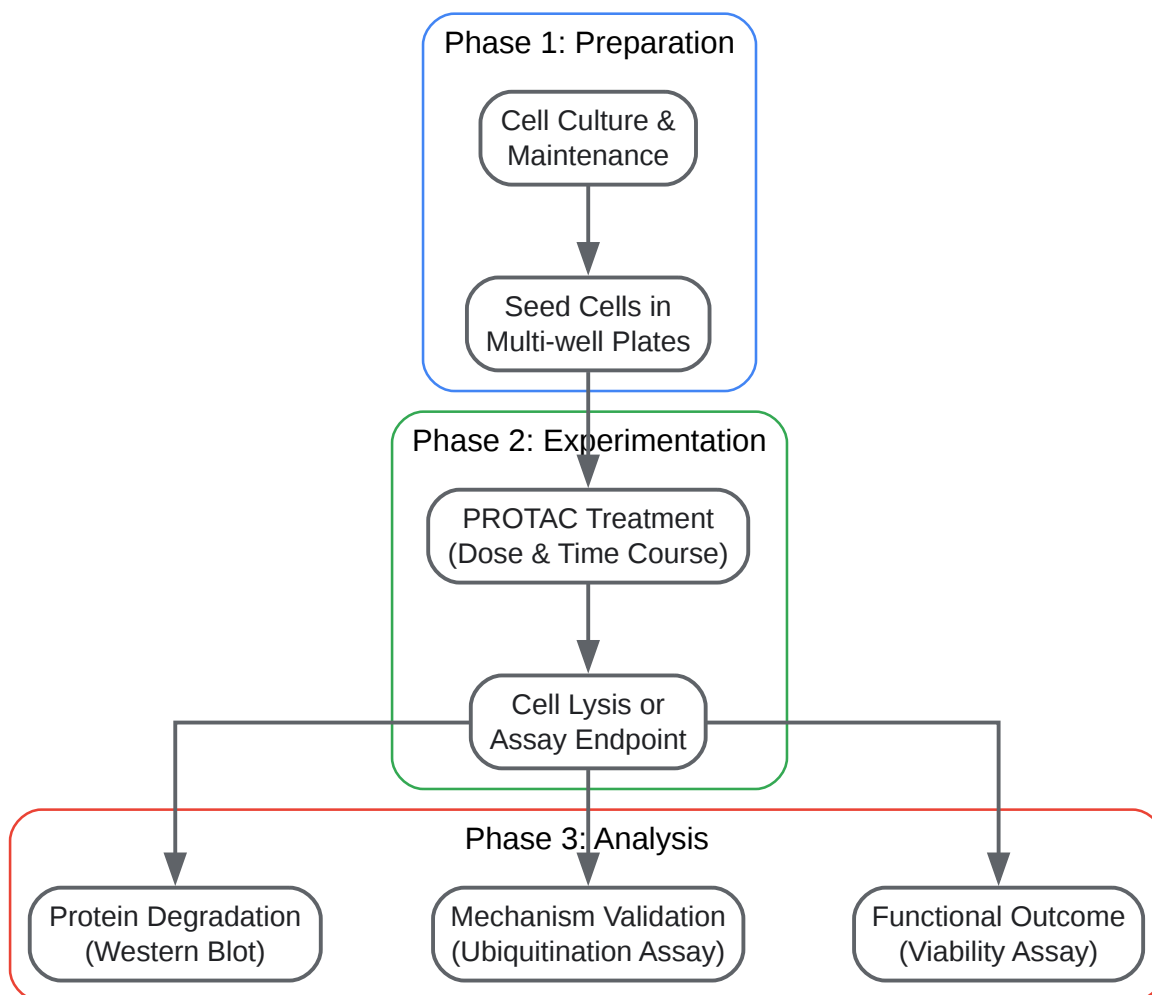 Phase 1: Preparation
Cell Culture &
Maintenance
Seed Cells in
Multi-well Plates
Phase 2: Experimentation
PROTAC Treatment
(Dose & Time Course)
Cell Lysis or
Assay Endpoint
Phase 3: Analysis
Protein Degradation
(Western Blot)
Mechanism Validation
(Ubiquitination Assay)
Functional Outcome
(Viability Assay)